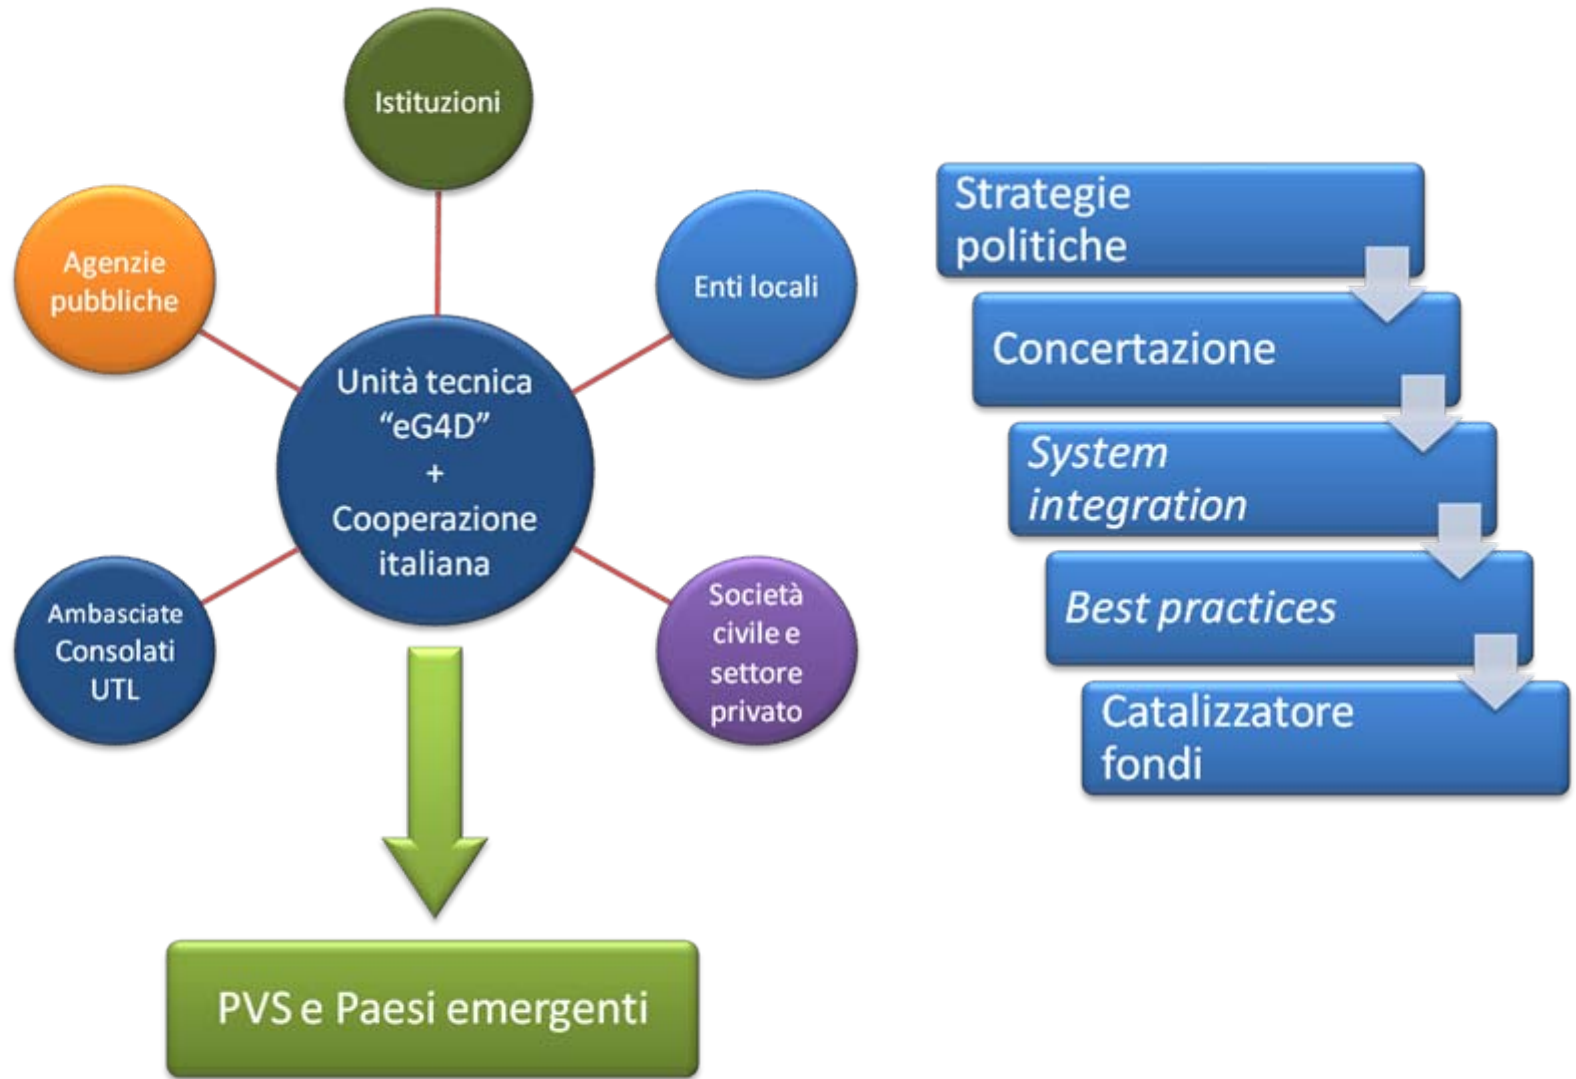 Istituzioni
Agenzie
pubbliche
Enti locali
Unità tecnica
“eG4D”
+
Cooperazione
italiana
Ambasciate
Consolati
UTL
Società
civile e
settore
privato
PVS e Paesi emergenti
Strategie
politiche
Concertazione
System
integration
Best practices
Catalizzatore
fondi